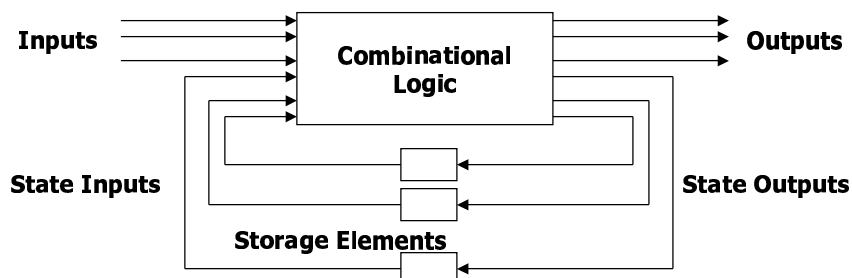 Inputs
Combinational
Logic
Outputs
State Inputs
State Outputs
Storage Elements